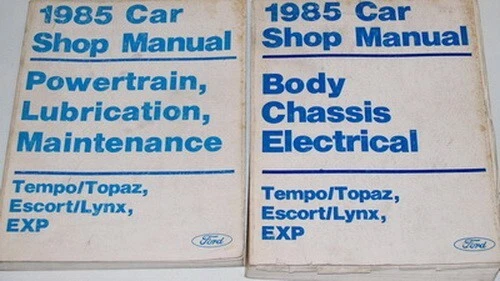 1985 Car
Shop Manual
Powertrain,
Lubrication,
Maintenance
Tempo/Topaz,
Escort/Lynx,
EXP
Ford
1985 Car
Shop Manual
Body
Chassis
Electrical
Tempo/Topaz,
Escort/Lynx,
EXP
Ford